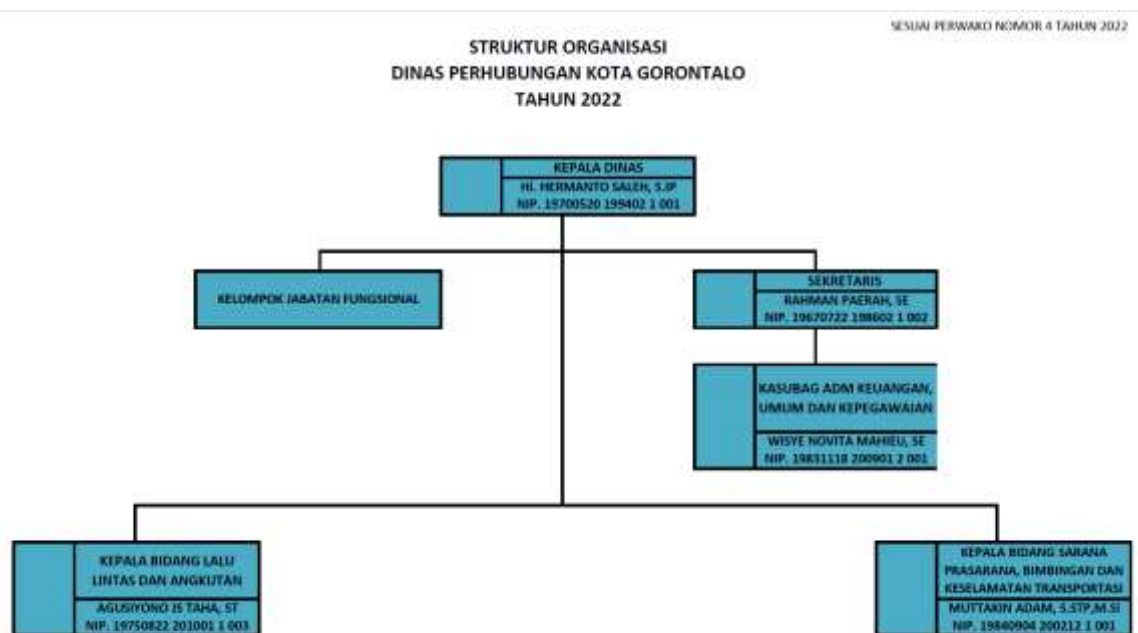 SESUAI PERWAKO NOMOR 4 TAHUN 2022
STRUKTUR ORGANISASI
DINAS PERHUBUNGAN KOTA GORONTALO
TAHUN 2022
KEPALA DINAS
Hi. HERMANTO SALEH, S.IP
NIP. 19700520 199402 1 001
KELOMPOK JABATAN FUNGSIONAL
SEKRETARIS
RAHMAN PAERAH, SE
NIP. 19670722 198602 1 002
KASUBAG ADM KEUANGAN,
UMUM DAN KEPEGAWAIAN
WISYE NOVITA MAHIEU, SE
NIP. 19831118 200901 2 001
KEPALA BIDANG LALU
LINTAS DAN ANGKUTAN
AGUSIYONO IS TAHA, ST
NIP. 19750822 201001 1 003
KEPALA BIDANG SARANA
PRASARANA, BIMBINGAN DAN
KESELAMATAN TRANSPORTASI
MUTTAKIN ADAM, S.STP,M.Si
NIP. 19840904 200212 1 001